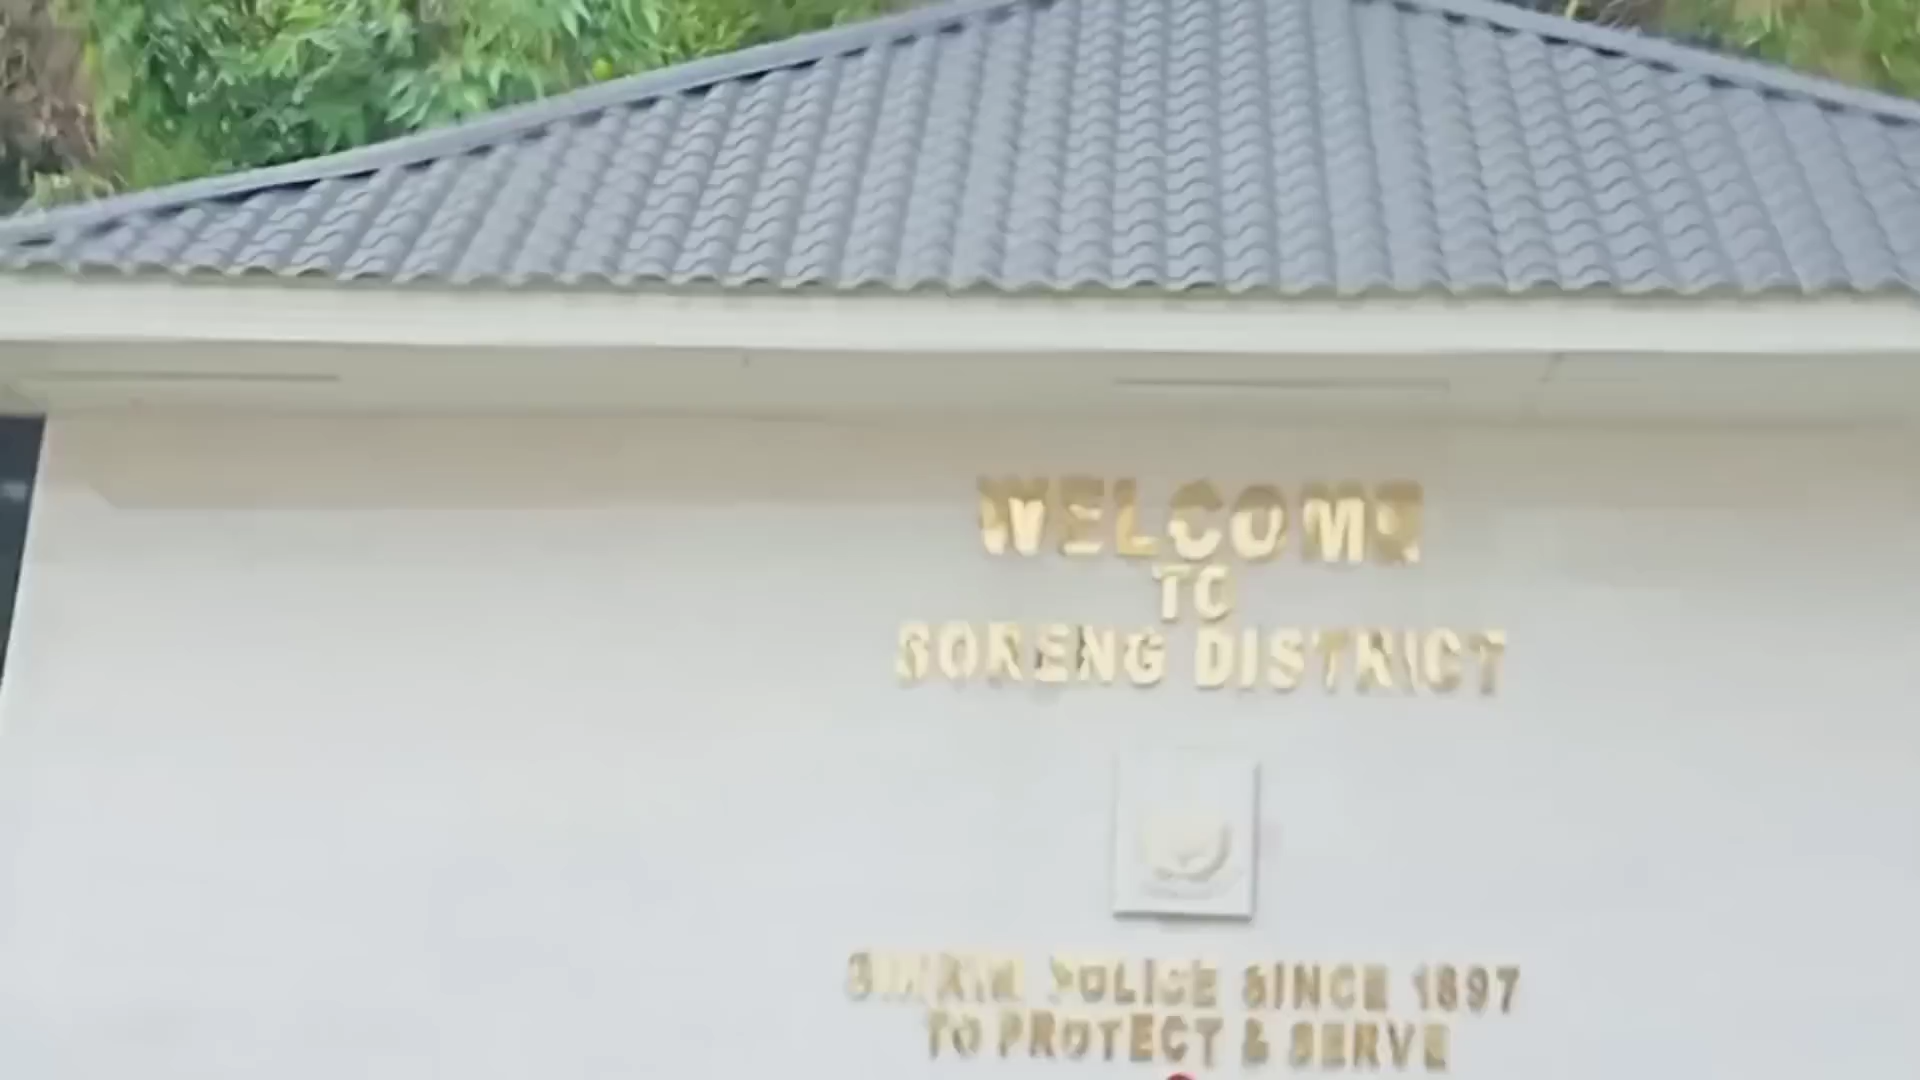 WELCOME
TO
SORENG DISTRICT
SIKKIM POLICE SINCE 1897
TO PROTECT & SERVE